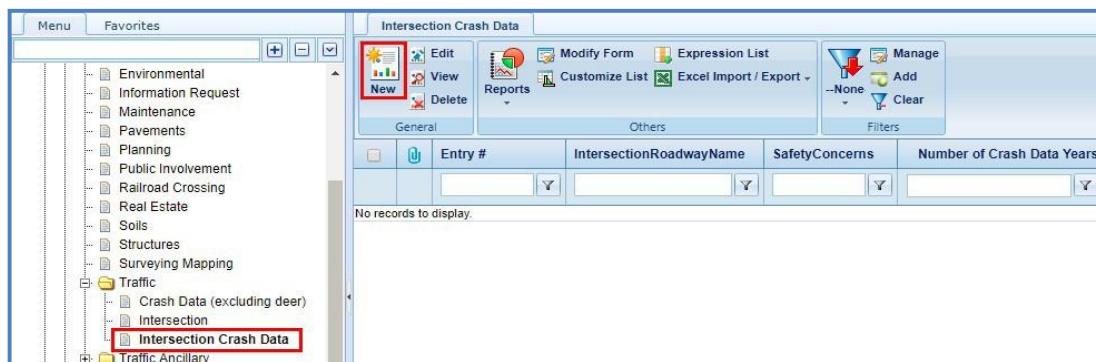 Menu Favorites
Environmental
Information Request
Maintenance
Pavements
Planning
Public Involvement
Railroad Crossing
Real Estate
Soils
Structures
Surveying Mapping
Traffic
Crash Data (excluding deer)
Intersection
Intersection Crash Data
Traffic Ancillary
Intersection Crash Data
New
Edit
View
Delete
General
Reports
Modify Form Expression List
Customize List Excel Import / Export
Others
--None
Manage
Add
Clear
Filters
Entry # IntersectionRoadwayName SafetyConcerns Number of Crash Data Years
No records to display.